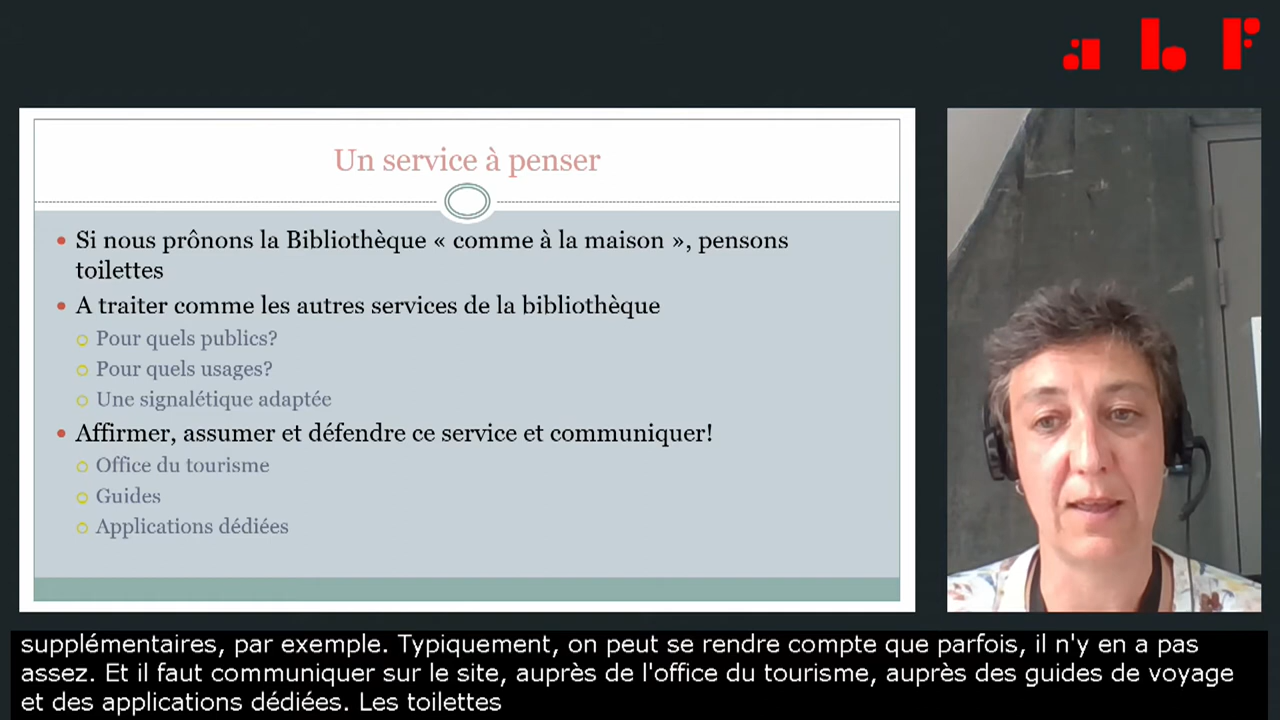 abf
Un service à penser
• Si nous prônons la Bibliothèque « comme à la maison », pensons
toilettes
• A traiter comme les autres services de la bibliothèque
Pour quels publics?
Pour quels usages?
Une signalétique adaptée
• Affirmer, assumer et défendre ce service et communiquer!
Office du tourisme
Guides
Applications dédiées
supplémentaires, par exemple. Typiquement, on peut se rendre compte que parfois, il n'y en a pas
assez. Et il faut communiquer sur le site, auprès de l'office du tourisme, auprès des guides de voyage
et des applications dédiées. Les toilettes